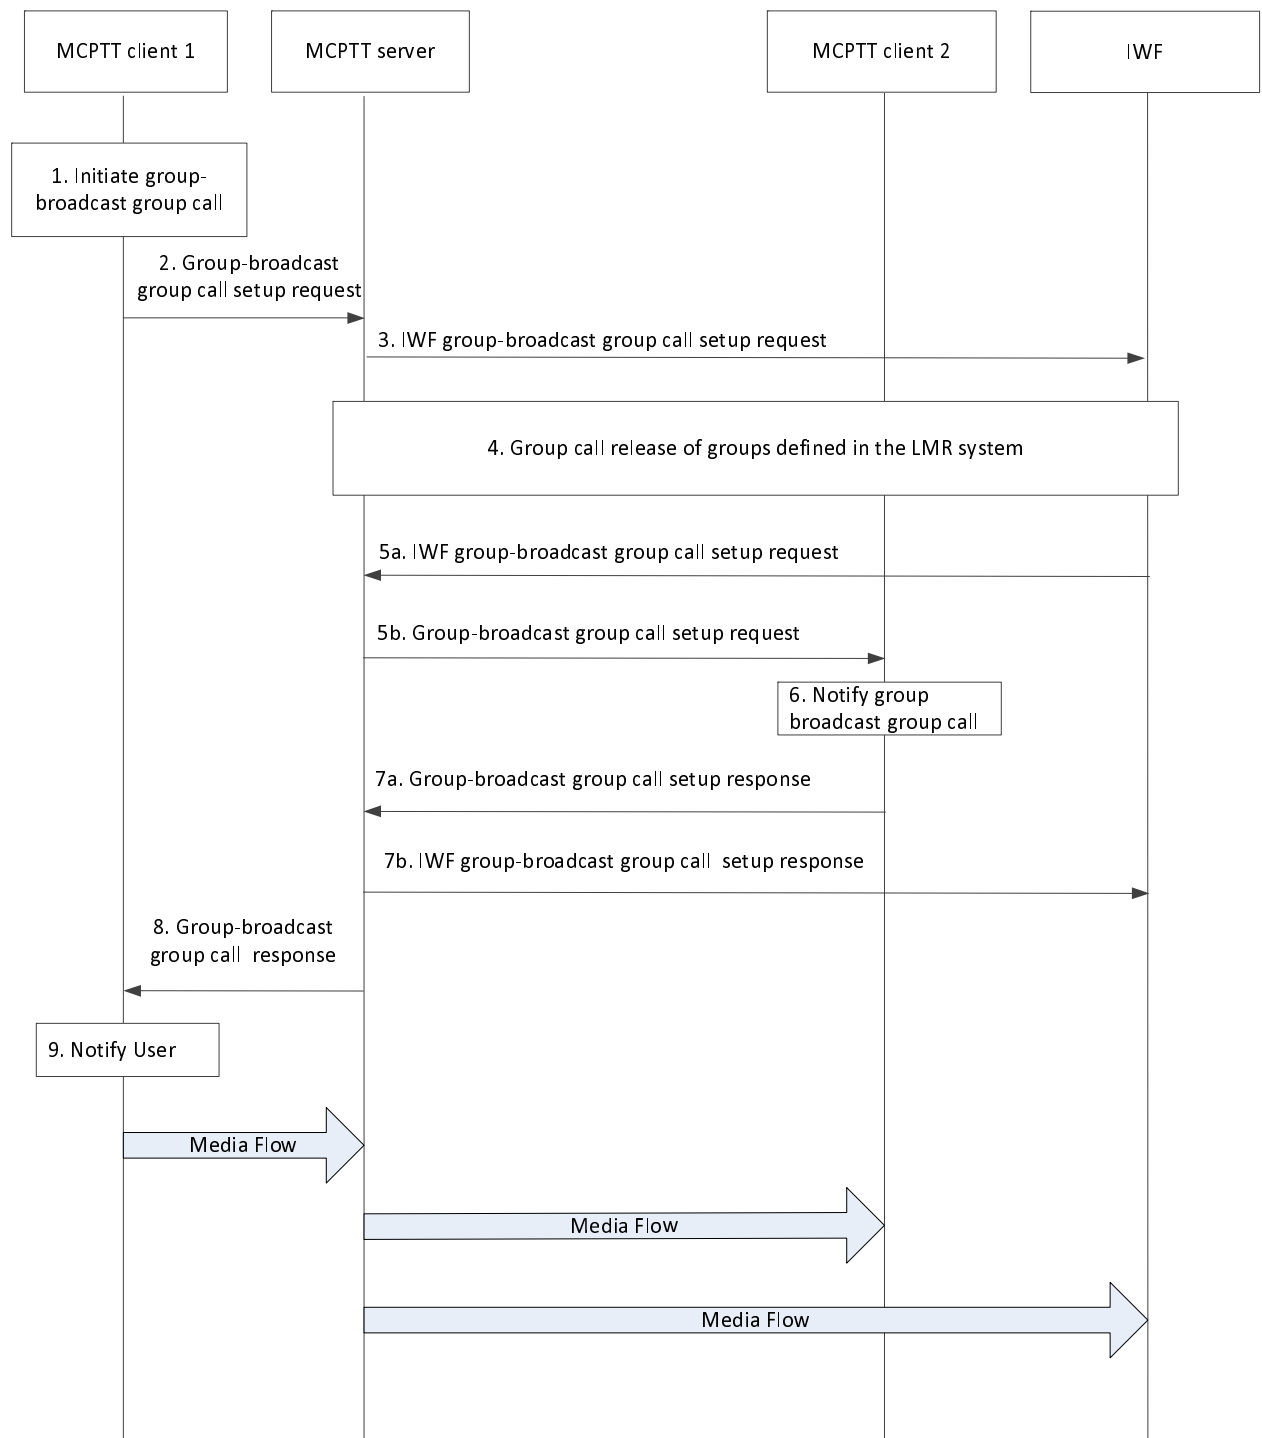 MCPTT client 1
MCPTT server
MCPTT client 2
IWF
1. Initiate group-
broadcast group call
2. Group-broadcast
group call setup request
3. IWF group-broadcast group call setup request
4. Group call release of groups defined in the LMR system
5a. IWF group-broadcast group call setup request
5b. Group-broadcast group call setup request
6. Notify group
broadcast group call
7a. Group-broadcast group call setup response
7b. IWF group-broadcast group call  setup response
8. Group-broadcast
group call  response
9. Notify User
Media Flow
Media Flow
Media Flow